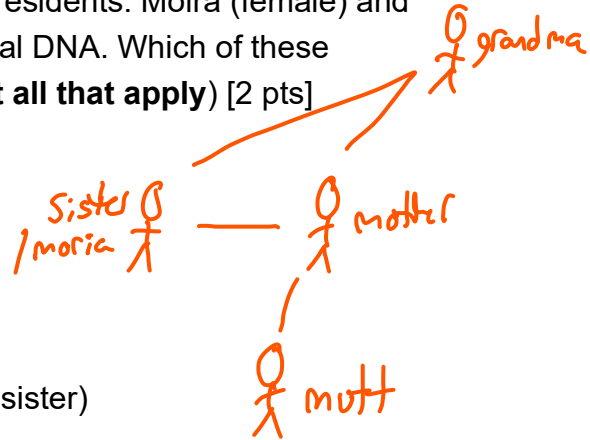 esidents. Moira (female) and
al DNA. Which of these
t all that apply) [2 pts]
grandma
sister
/moria
mother
sister)
mutt